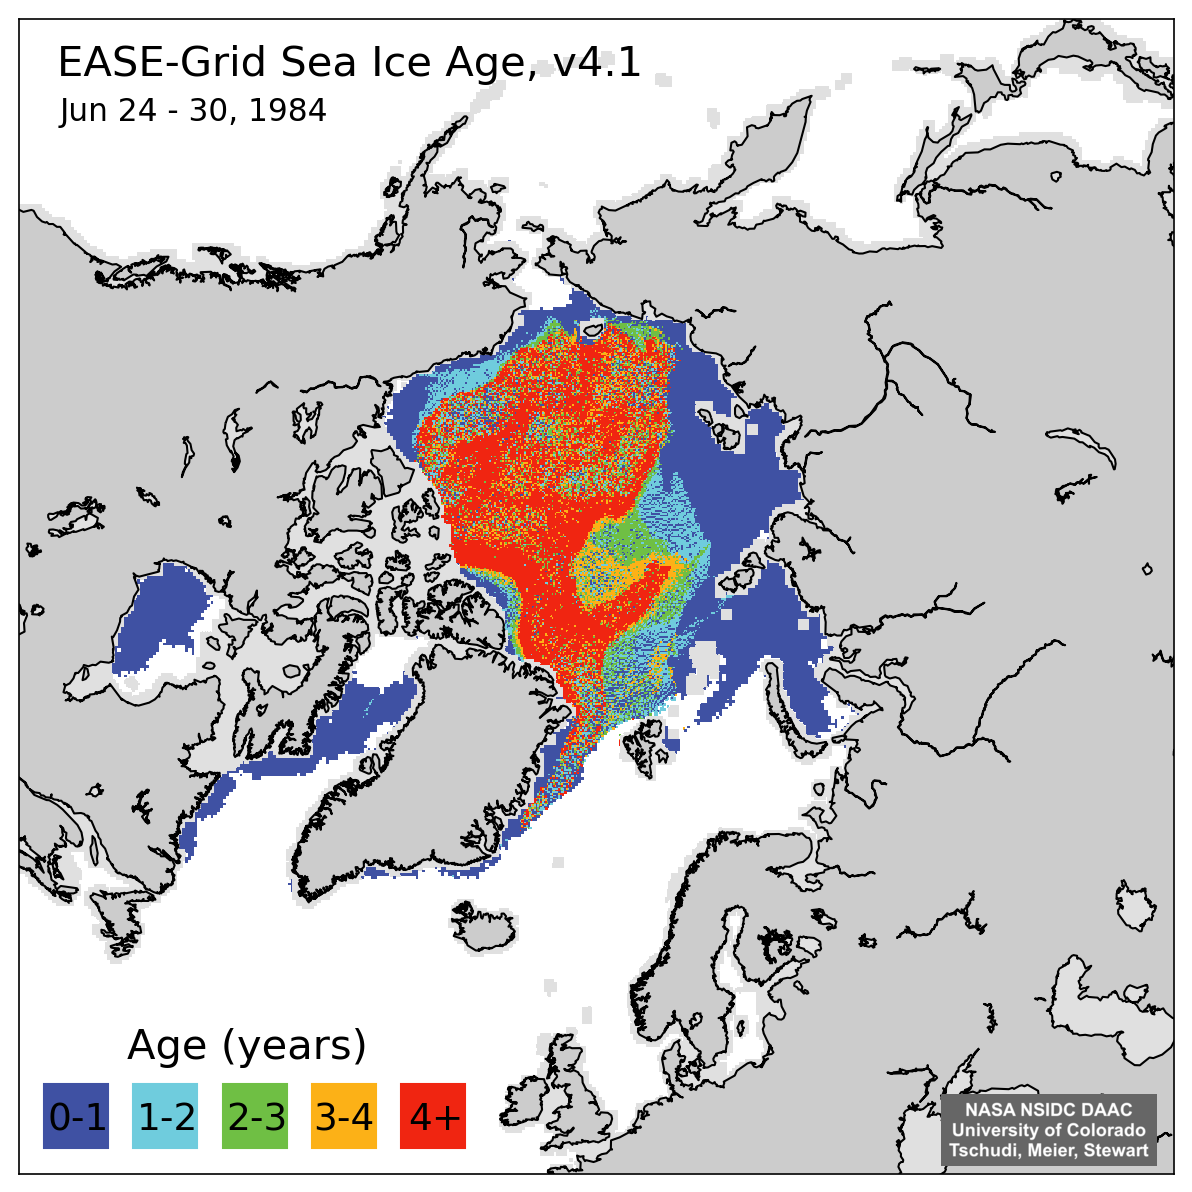 EASE-Grid Sea Ice Age, v4.1
Jun 24 - 30, 1984
Age (years)
0-1 1-2 2-3 3-4 4+
NASA NSIDC DAAC
University of Colorado
Tschudi, Meier, Stewart